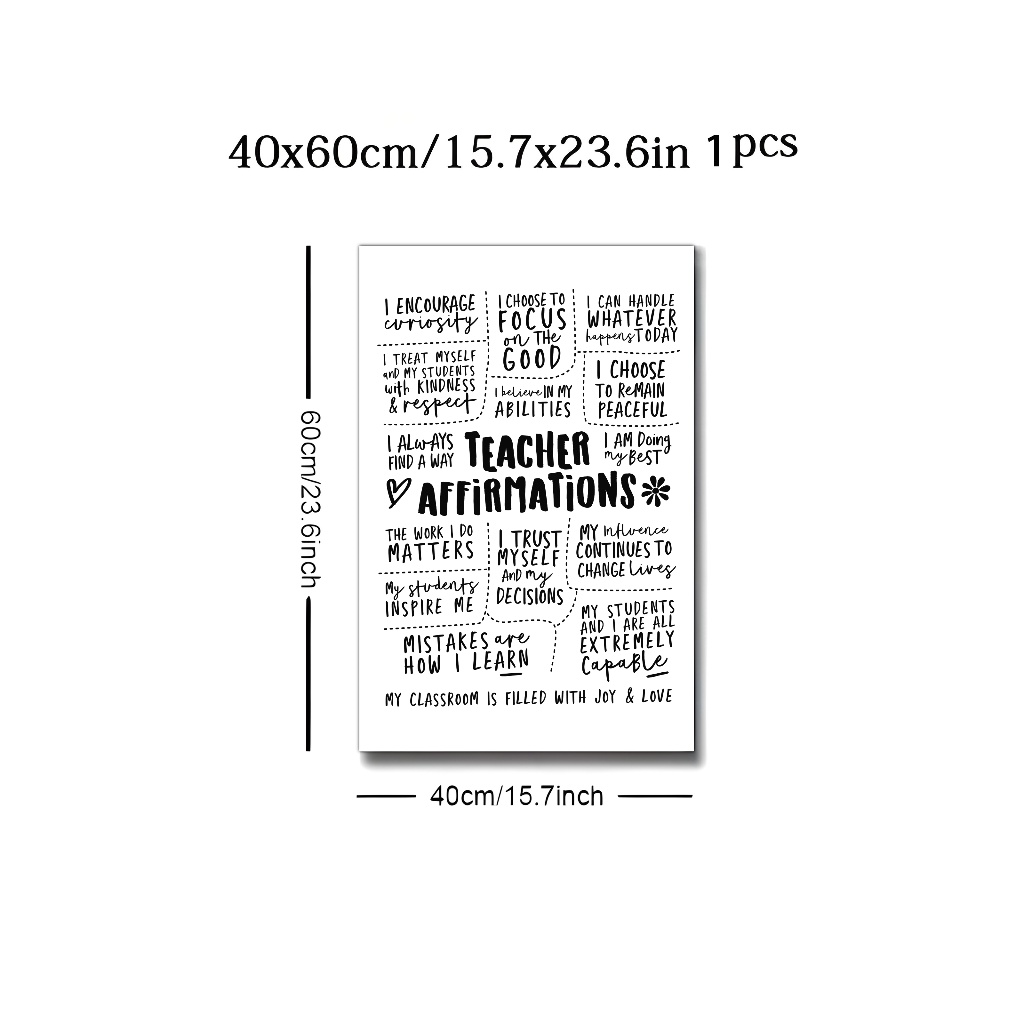 40x60cm/15.7x23.6in 1pcs
I ENCOURAGE
curiosity
I CHOOSE TO
FOCUS
on THE
GOOD
I CAN HANDLE
WHATEVER
happens TODAY
I TREAT MYSELF
and MY STUDENTS
with KINDNESS
& respect
I believe IN MY
ABILITIES
I CHOOSE
TO ReMAIN
PEACEFUL
I ALwAYS
FIND A WAY
TEACHER
AFFiRMATiONS
I AM Doing
my BEST
THE WORK I DO
MATTERS
I TRUST
MYSELF
And my
DECISIONS
MY Influence
CONTINUES TO
CHANGE Lives
My students
INSPIRE ME
MISTAKES are
HOW I LEARN
MY STUDENTS
AND I ARE ALL
EXTREMELY
CapaBle
MY CLASSROOM IS FILLED WITH JOY & LOVE
60cm/23.6inch
40cm/15.7inch